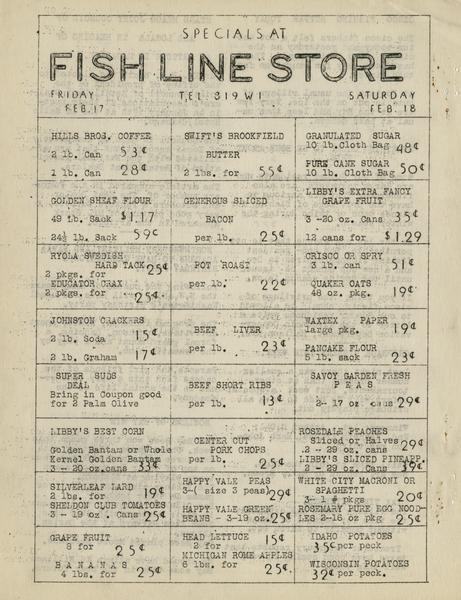 SPECIALS AT
FISH LINE STORE
FRIDAY
FEB. 17
TEL 319W1
SATURDAY
FEB. 18
HILLS BROS. COFFEE
2 lb. Can 53¢
1 lb. Can 28¢
SWIFT'S BROOKFIELD
BUTTER
2 lbs. for 55¢
GRANULATED SUGAR
10 lb. Cloth Bag 48¢
PURE CANE SUGAR
10 lb. Cloth Bag 50¢
GOLDEN SHEAF FLOUR
49 lb. Sack $1.17
24½ lb. Sack 59¢
GENEROUS SLICED
BACON
per lb. 25¢
LIBBY'S EXTRA FANCY
GRAPE FRUIT
3 -20 oz. Cans 35¢
12 cans for $1.29
RYOLA SWEDISH
HARD TACK 25¢
2 pkgs. for
EDUCATOR CRAX
2 pkgs. for 25¢
POT ROAST
per lb. 22¢
CRISCO OR SPRY
3 lb. can 51¢
QUAKER OATS
48 oz. pkg. 19¢
JOHNSTON CRACKERS
2 lb. Soda 15¢
2 lb. Graham 17¢
BEEF LIVER
per lb. 23¢
WAXTEX PAPER
large pkg. 19¢
PANCAKE FLOUR
5 lb. sack 23¢
SUPER SUDS
DEAL
Bring in Coupon good
for 2 Palm Olive
BEEF SHORT RIBS
per lb. 13¢
SAVOY GARDEN FRESH
PEAS
2- 17 oz. cans 29¢
LIBBY'S BEST CORN
Golden Bantam or Whole
Kernel Golden Bantam
3 - 20 oz. cans 33¢
CENTER CUT
PORK CHOPS
per lb. 25¢
ROSEDALE PEACHES
Sliced or Halves 29¢
2 - 29 oz. cans
LIBBY'S SLICED PINEAPP.
2 - 29 oz. Cans 39¢
SILVERLEAF LARD
2 lbs. for 19¢
SHELDON CLUB TOMATOES
3 - 19 oz. Cans 25¢
HAPPY VALE PEAS
3-( size 3 peas) 29¢
HAPPY VALE GREEN
BEANS - 3-19 oz. 25¢
WHITE CITY MACRONI OR
SPAGHETTI
3- 1 # pkgs 20¢
ROSEMARY PURE EGG NOOD-
LES 2-16 oz pkg 25¢
GRAPE FRUIT
8 for 25¢
BANANAS
4 lbs. for 25¢
HEAD LETTUCE 15¢
2 for
MICHIGAN ROME APPLES
6 lbs. for 25¢
IDAHO POTATOES
35¢ per peck
WISCONSIN POTATOES
32¢ per peck.